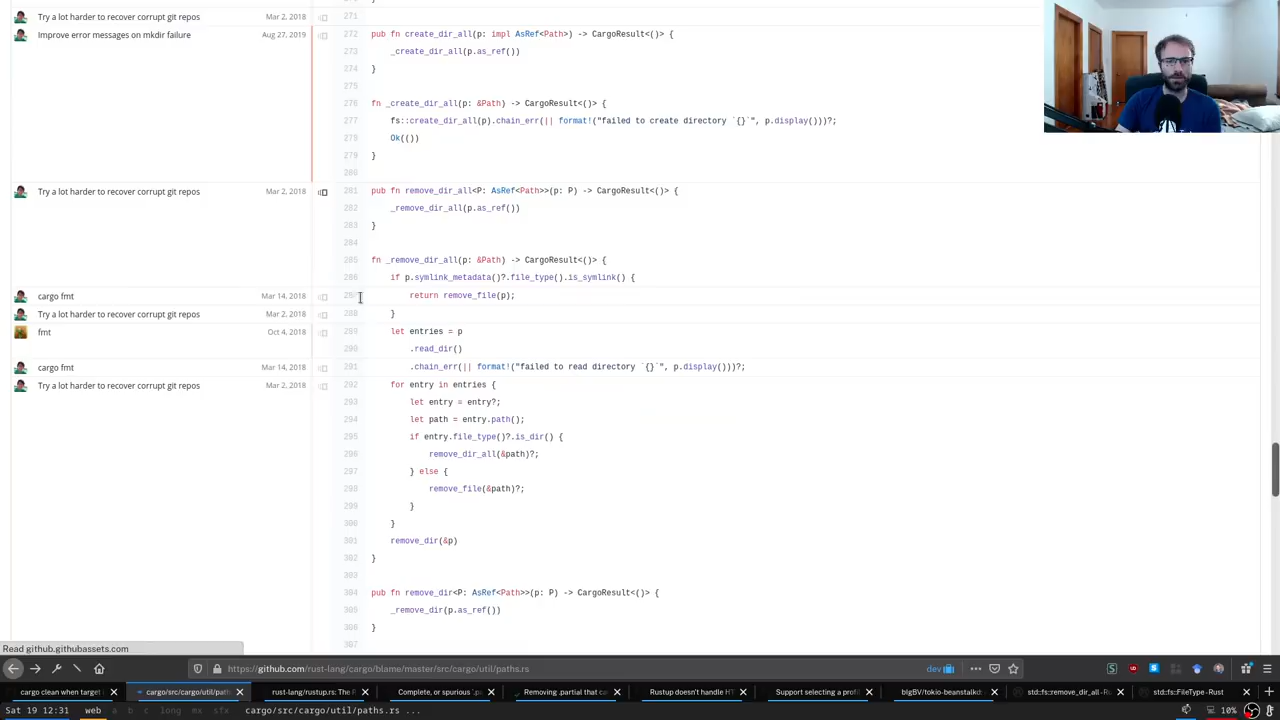 271
Try a lot harder to recover corrupt git repos Mar 2, 2018
Improve error messages on mkdir failure Aug 27, 2019 272 pub fn create_dir_all(p: impl AsRef<Path>) -> CargoResult<()> {
273 _create_dir_all(p.as_ref())
274 }
275
276 fn _create_dir_all(p: &Path) -> CargoResult<()> {
277 fs::create_dir_all(p).chain_err(|| format!("failed to create directory `{}`", p.display()))?;
278 Ok(())
279 }
280
Try a lot harder to recover corrupt git repos Mar 2, 2018 281 pub fn remove_dir_all<P: AsRef<Path>>(p: P) -> CargoResult<()> {
282 _remove_dir_all(p.as_ref())
283 }
284
285 fn _remove_dir_all(p: &Path) -> CargoResult<()> {
286 if p.symlink_metadata()?.file_type().is_symlink() {
cargo fmt Mar 14, 2018 287 return remove_file(p);
Try a lot harder to recover corrupt git repos Mar 2, 2018 288 }
fmt Oct 4, 2018 289 let entries = p
290 .read_dir()
cargo fmt Mar 14, 2018 291 .chain_err(|| format!("failed to read directory `{}`", p.display()))?;
Try a lot harder to recover corrupt git repos Mar 2, 2018 292 for entry in entries {
293 let entry = entry?;
294 let path = entry.path();
295 if entry.file_type()?.is_dir() {
296 remove_dir_all(&path)?;
297 } else {
298 remove_file(&path)?;
299 }
300 }
301 remove_dir(&p)
302 }
303
304 pub fn remove_dir<P: AsRef<Path>>(p: P) -> CargoResult<()> {
305 _remove_dir(p.as_ref())
306 }
307
Read github.githubassets.com
https://github.com/rust-lang/cargo/blame/master/src/cargo/util/paths.rs dev
cargo clean when target cargo/src/cargo/util/path rust-lang/rustup.rs: The R Complete, or spurious `.p Removing .partial that ca Rustup doesn't handle HT Support selecting a profi bigBV/tokio-beanstalkd: std::fs::remove_dir_all - R std::fs::FileType - Rust
Sat 19 12:31 web a b c long mx sfx cargo/src/cargo/util/paths.rs ... 10%